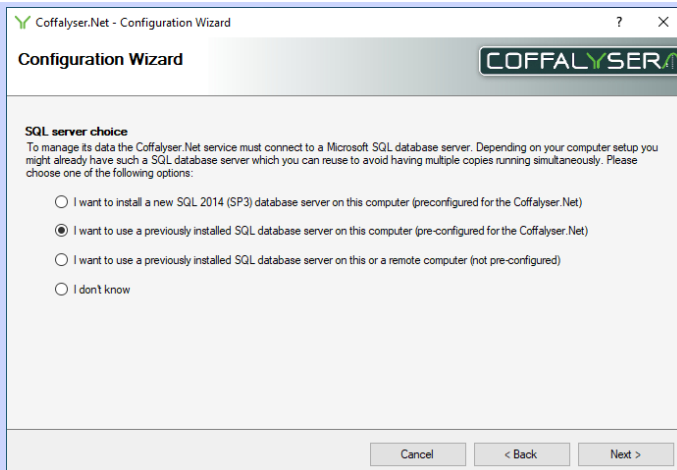 Coffalyser.Net - Configuration Wizard ? ×
Configuration Wizard
COFFALYSER
SQL server choice
To manage its data the Coffalyser.Net service must connect to a Microsoft SQL database server. Depending on your computer setup you
might already have such a SQL database server which you can reuse to avoid having multiple copies running simultaneously. Please
choose one of the following options:
I want to install a new SQL 2014 (SP3) database server on this computer (preconfigured for the Coffalyser.Net)
I want to use a previously installed SQL database server on this computer (pre-configured for the Coffalyser.Net)
I want to use a previously installed SQL database server on this or a remote computer (not pre-configured)
I don't know
Cancel < Back Next >